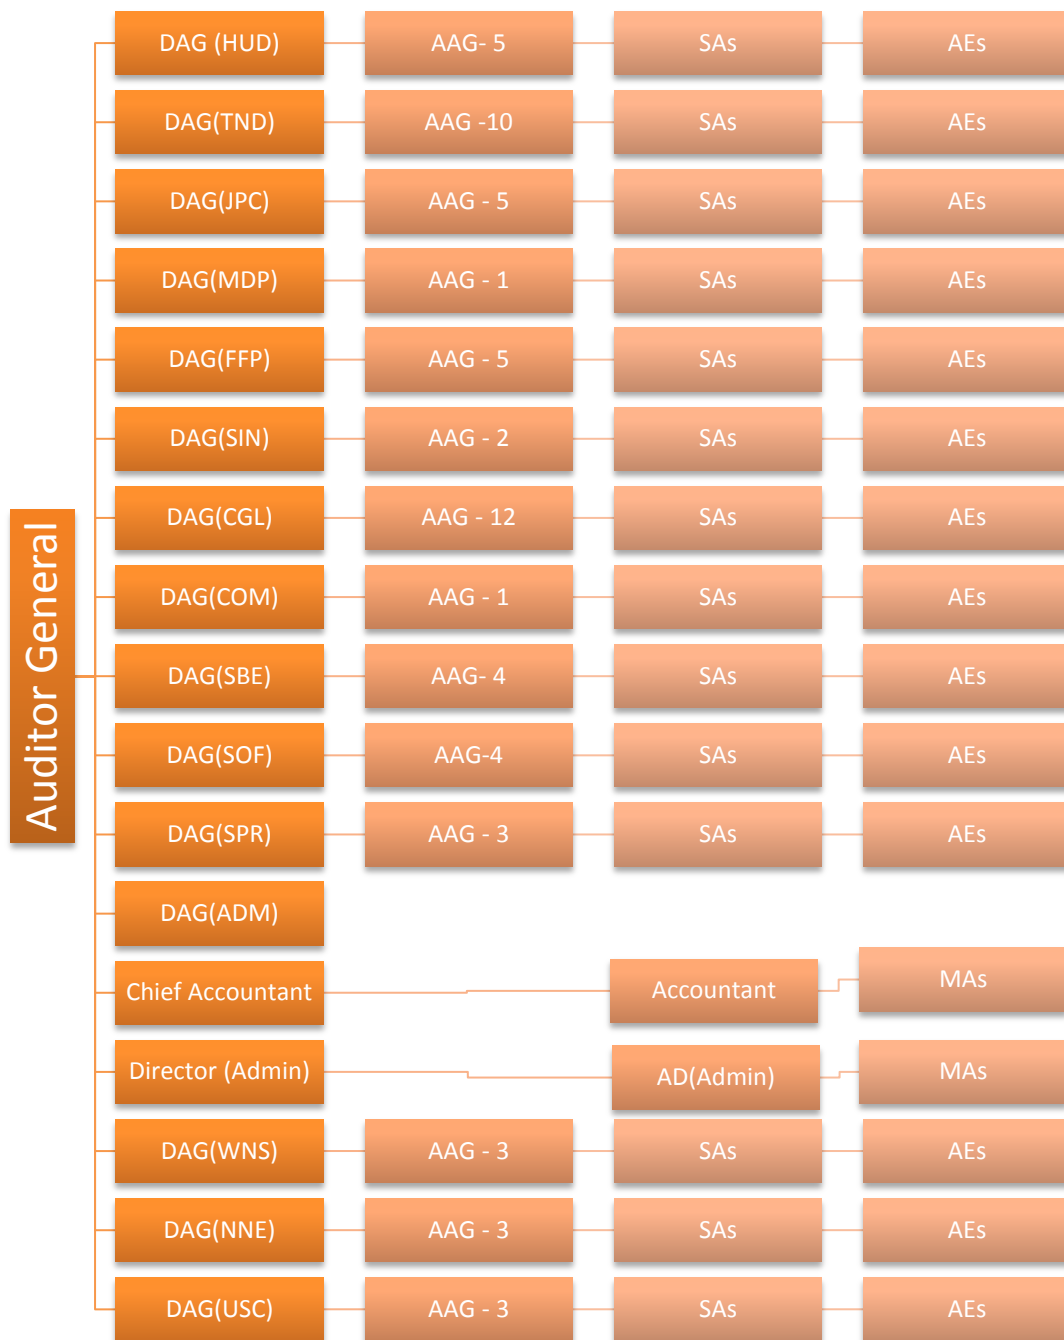 DAG (HUD) AAG- 5 SAs AEs
DAG(TND) AAG -10 SAs AEs
DAG(JPC) AAG - 5 SAs AEs
DAG(MDP) AAG - 1 SAs AEs
DAG(FFP) AAG - 5 SAs AEs
DAG(SIN) AAG - 2 SAs AEs
DAG(CGL) AAG - 12 SAs AEs
DAG(COM) AAG - 1 SAs AEs
Auditor General
DAG(SBE) AAG- 4 SAs AEs
DAG(SOF) AAG-4 SAs AEs
DAG(SPR) AAG - 3 SAs AEs
DAG(ADM)
Chief Accountant Accountant MAs
Director (Admin) AD(Admin) MAs
DAG(WNS) AAG - 3 SAs AEs
DAG(NNE) AAG - 3 SAs AEs
DAG(USC) AAG - 3 SAs AEs